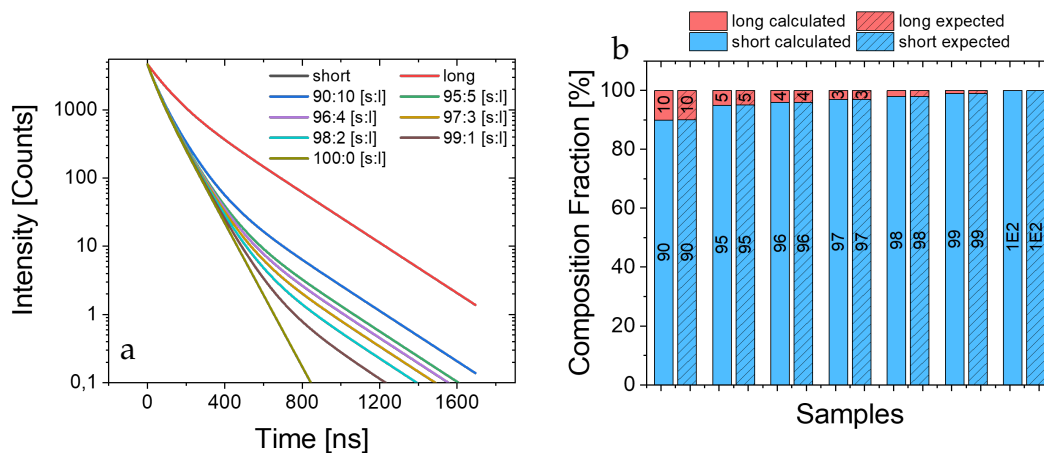 short
long
90:10 [s:l]
95:5 [s:l]
96:4 [s:l]
97:3 [s:l]
98:2 [s:l]
99:1 [s:l]
100:0 [s:l]
Intensity [Counts]
1000
100
10
1
0,1
a
0 400 800 1200 1600
Time [ns]
b
long calculated
long expected
short calculated
short expected
Composition Fraction [%]
100
80
60
40
20
0
10 10 5 5 4 4 3 3
90 90 95 95 96 96 97 97 98 98 99 99 1E2 1E2
Samples